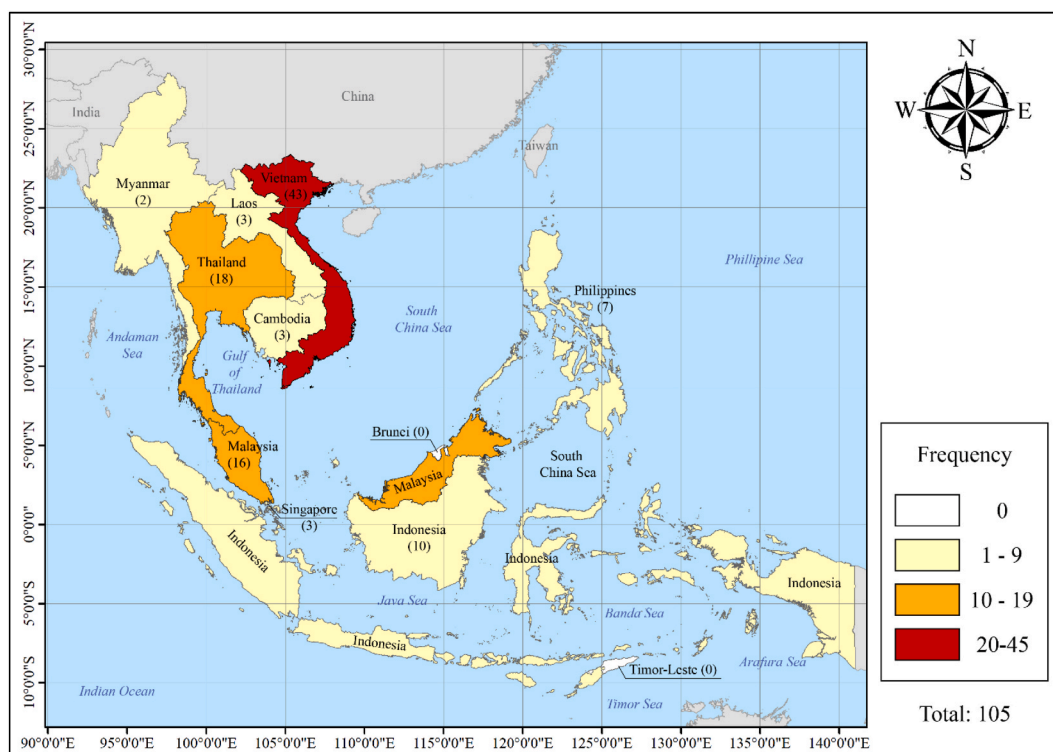 N
W
E
S
30°0'0"N
25°0'0"N
20°0'0"N
15°0'0"N
10°0'0"N
5°0'0"N
0°0'0"
5°0'0"S
10°0'0"S
India
China
Taiwan
Myanmar
(2)
Vietnam
(43)
Laos
(3)
Thailand
(18)
Cambodia
(3)
Philippines
(7)
Phillipine Sea
South
China Sea
Andaman
Sea
Gulf
of
Thailand
Malaysia
(16)
Brunei (0)
Malaysia
South
China Sea
Singapore
(3)
Indonesia
Indonesia
(10)
Indonesia
Indonesia
Java Sea
Banda Sea
Indonesia
Timor-Leste (0)
Arafura Sea
Indian Ocean
Timor Sea
90°0'0"E
95°0'0"E
100°0'0"E
105°0'0"E
110°0'0"E
115°0'0"E
120°0'0"E
125°0'0"E
130°0'0"E
135°0'0"E
140°0'0"E
Frequency
0
1 - 9
10 - 19
20-45
Total: 105